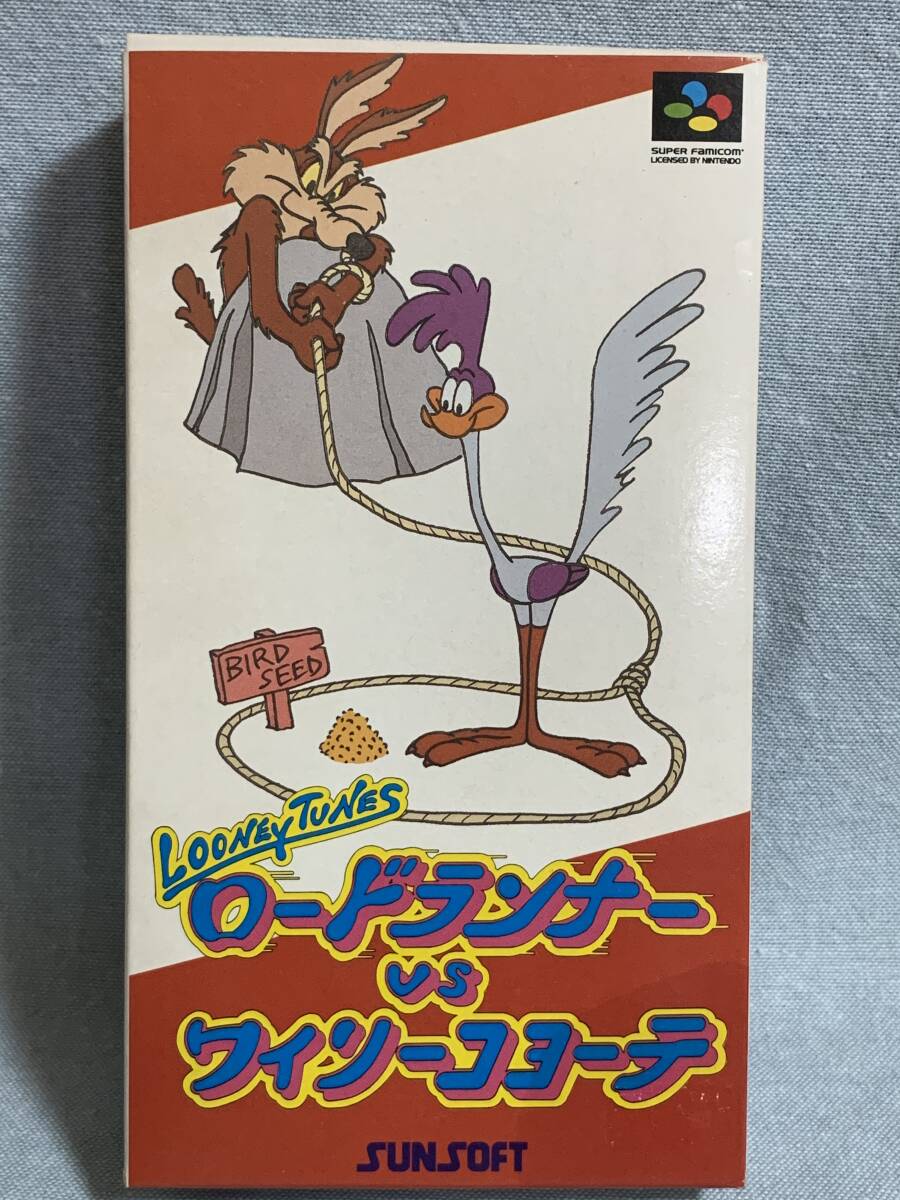 SUPER FAMICOM
LICENSED BY NINTENDO
BIRD
SEED
LOONEY TUNES
ロードランナー
VS
ワイリーコヨーテ
SUNSOFT